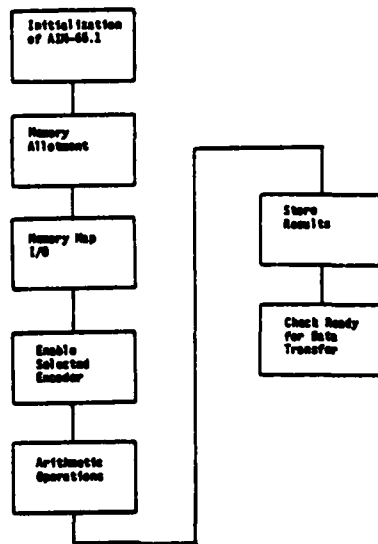 Initialization
of AIM-65.1
Memory
Allotment
Memory Map
I/O
Enable
Selected
Encoder
Arithmetic
Operations
Store
Results
Check Ready
for Data
Transfer